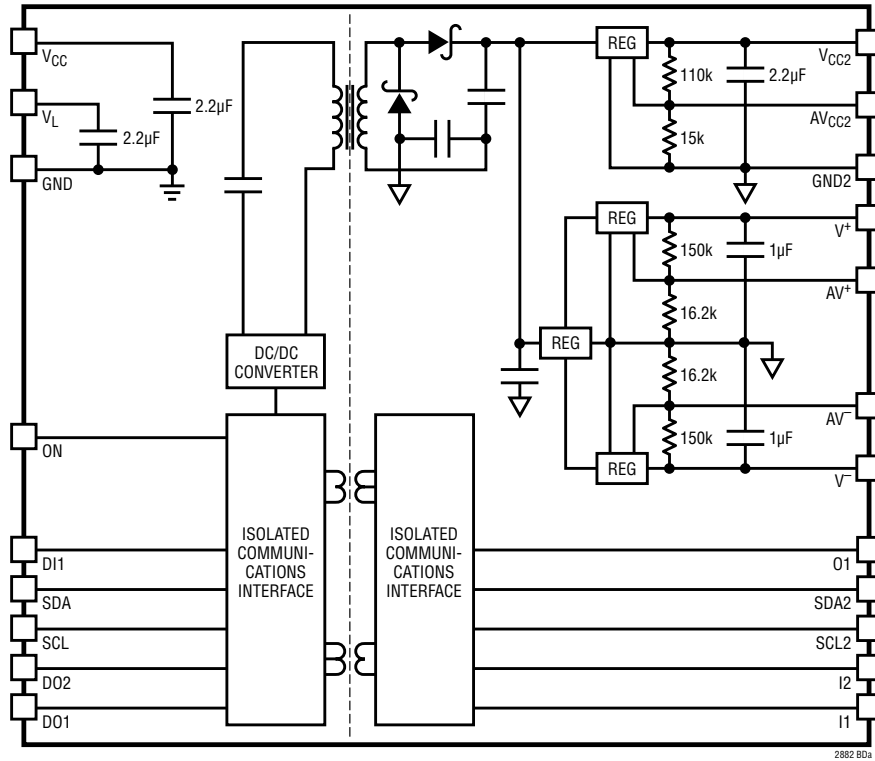 VCC
2.2µF
VL
2.2µF
GND
REG
110k
2.2µF
VCC2
AVCC2
15k
GND2
REG
V+
150k
1µF
AV+
16.2k
REG
DC/DC
CONVERTER
16.2k
AV−
150k
1µF
REG
V−
ON
ISOLATED
COMMUNI-
CATIONS
INTERFACE
ISOLATED
COMMUNI-
CATIONS
INTERFACE
DI1
SDA
SCL
DO2
DO1
O1
SDA2
SCL2
I2
I1
2882 BDa